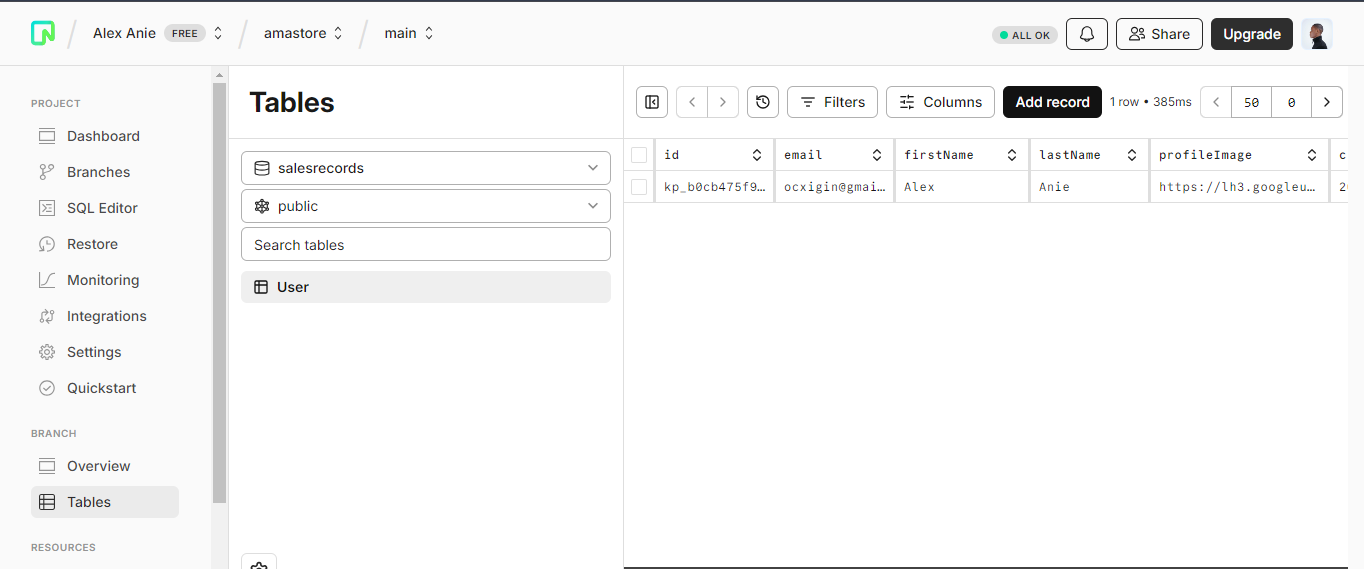 Alex Anie FREE amastore main ALL OK Share Upgrade
PROJECT
Dashboard
Branches
SQL Editor
Restore
Monitoring
Integrations
Settings
Quickstart
BRANCH
Overview
Tables
RESOURCES
Tables
salesrecords
public
Search tables
User
Filters Columns Add record 1 row • 385ms 50 0
id email firstName lastName profileImage c
kp_b0cb475f9… ocxigin@gmai… Alex Anie https://lh3.googleu… 2